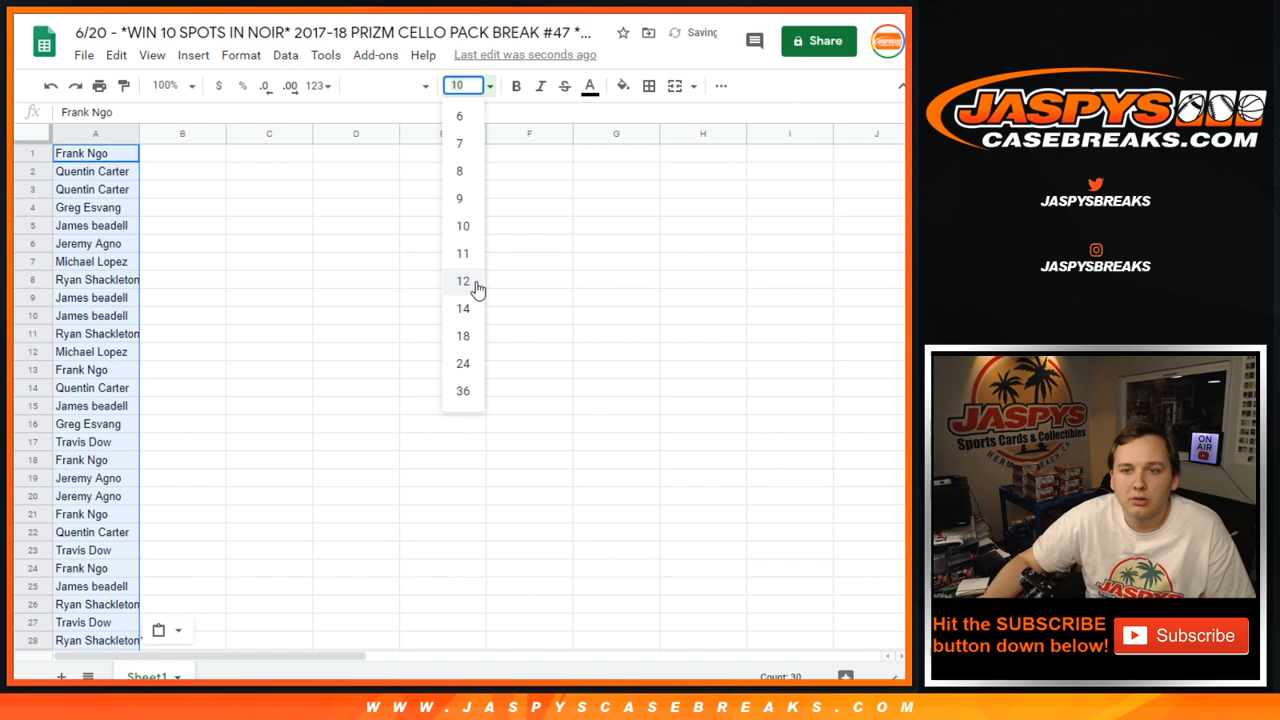 6/20 - *WIN 10 SPOTS IN NOIR* 2017-18 PRIZM CELLO PACK BREAK #47 *...
Saving
Share
File Edit View Insert Format Data Tools Add-ons Help Last edit was seconds ago
100% $ % .0 .00 123 10 B I S A
fx Frank Ngo
A B C D E F G H I J
1 Frank Ngo
2 Quentin Carter
3 Quentin Carter
4 Greg Esvang
5 James beadell
6 Jeremy Agno
7 Michael Lopez
8 Ryan Shackleton
9 James beadell
10 James beadell
11 Ryan Shackleton
12 Michael Lopez
13 Frank Ngo
14 Quentin Carter
15 James beadell
16 Greg Esvang
17 Travis Dow
18 Frank Ngo
19 Jeremy Agno
20 Jeremy Agno
21 Frank Ngo
22 Quentin Carter
23 Travis Dow
24 Frank Ngo
25 James beadell
26 Ryan Shackleton
27 Travis Dow
28 Ryan Shackleton
6
7
8
9
10
11
12
14
18
24
36
Sheet1
Count: 30
JASPYS
CASEBREAKS.COM
JASPYSBREAKS
JASPYSBREAKS
JASPYS
Sports Cards & Collectibles
HERMOSA BEACH, CA
ON
AIR
JASPYS
Hit the SUBSCRIBE
button down below!
Subscribe
WWW.JASPYSCASEBREAKS.COM